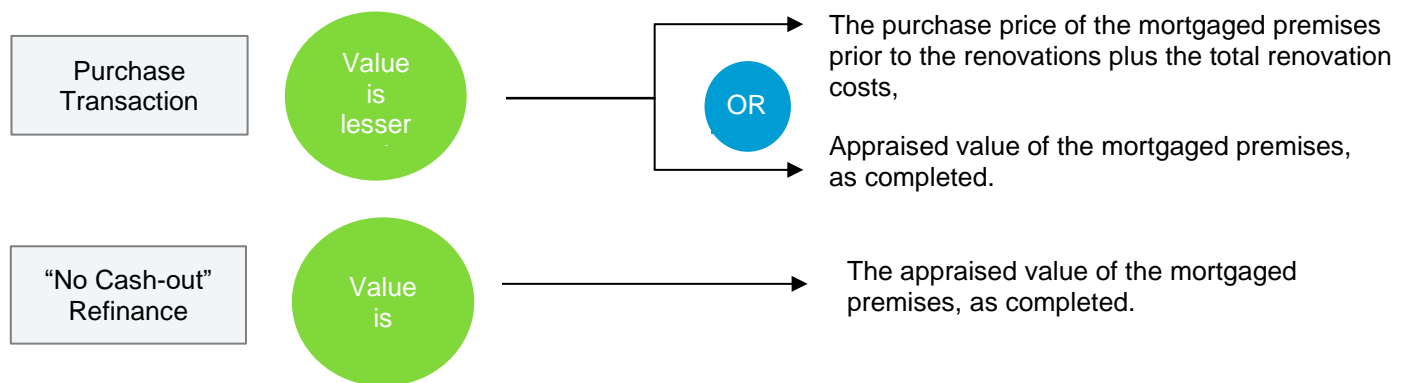 Purchase
Transaction
Value
is
lesser
OR
The purchase price of the mortgaged premises
prior to the renovations plus the total renovation
costs,
Appraised value of the mortgaged premises,
as completed.
“No Cash-out”
Refinance
Value
is
The appraised value of the mortgaged
premises, as completed.